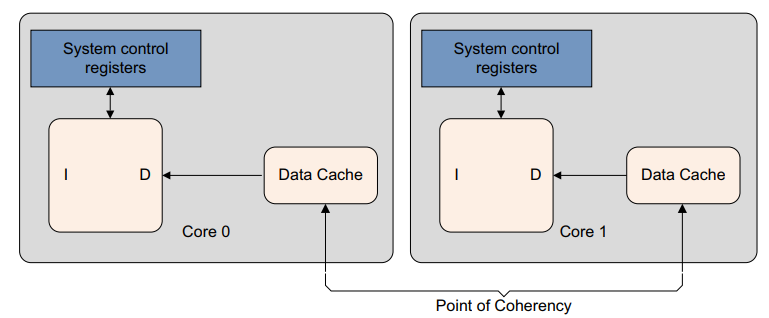 System control
registers
I
D
Data Cache
Core 0
System control
registers
I
D
Data Cache
Core 1
Point of Coherency